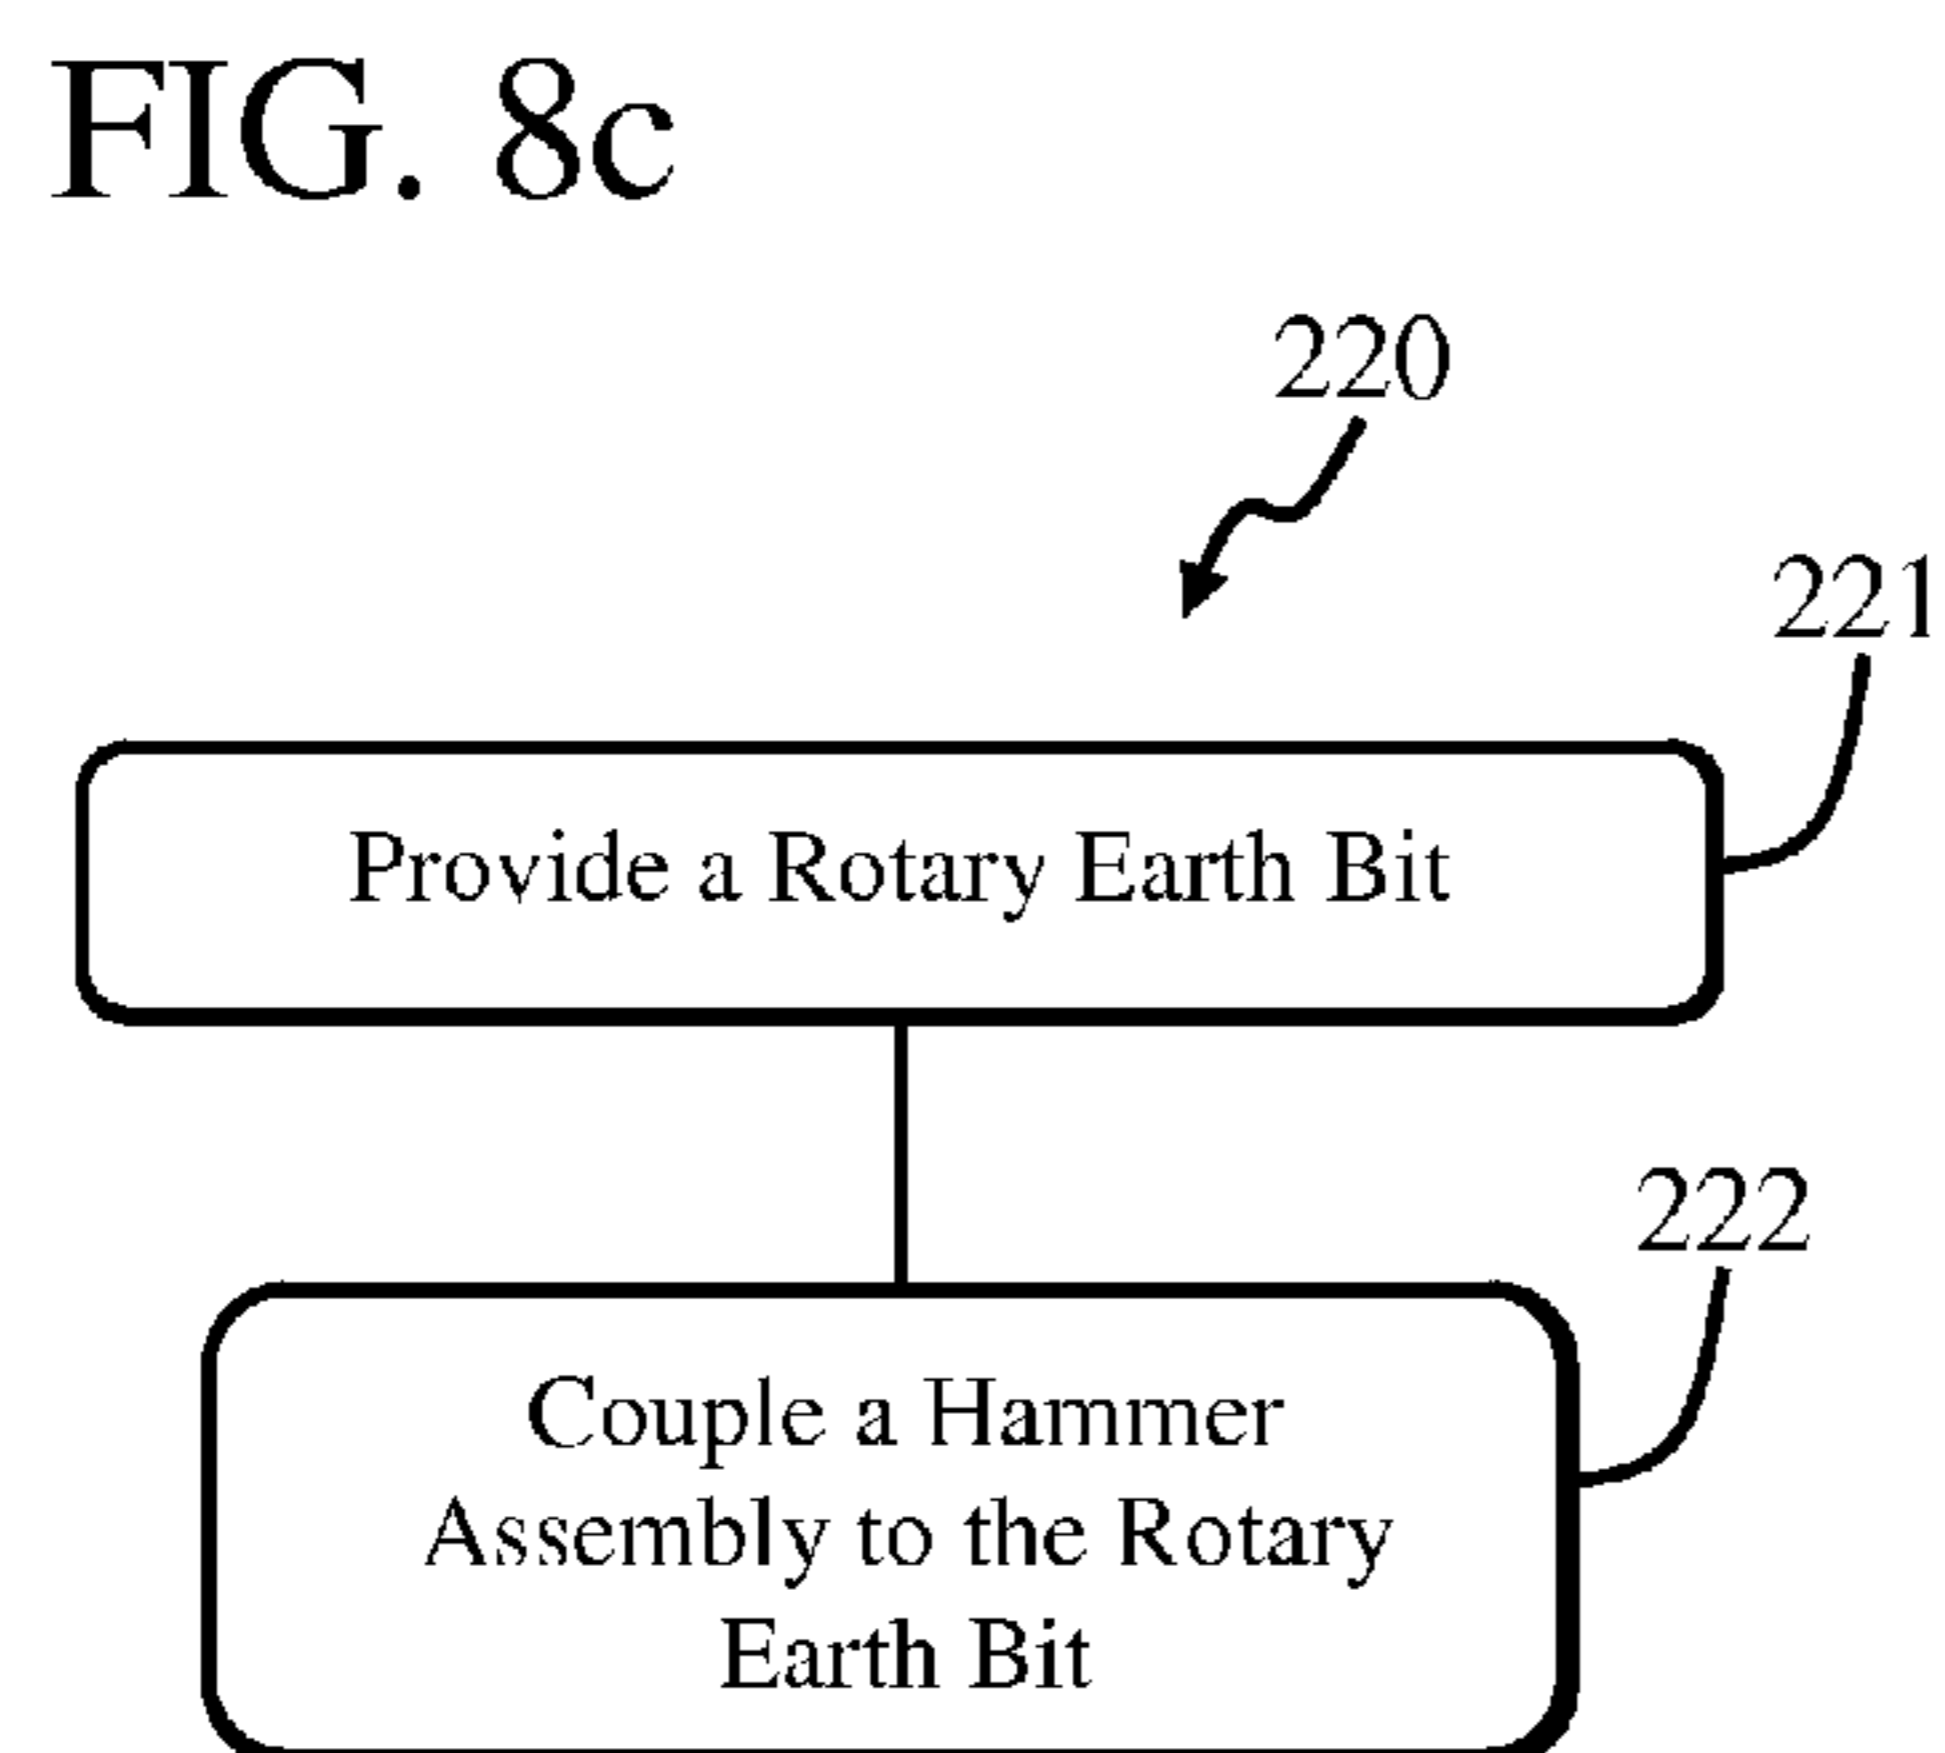 FIG. 8c
220
221
Provide a Rotary Earth Bit
222
Couple a Hammer
Assembly to the Rotary
Earth Bit